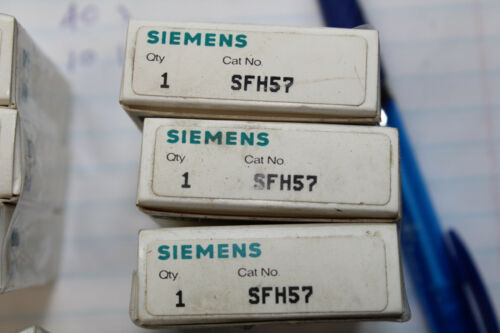 SIEMENS
Qty Cat No.
1 SFH57
SIEMENS
Qty Cat No
1 SFH57
SIEMENS
Qty Cat No.
1 SFH57